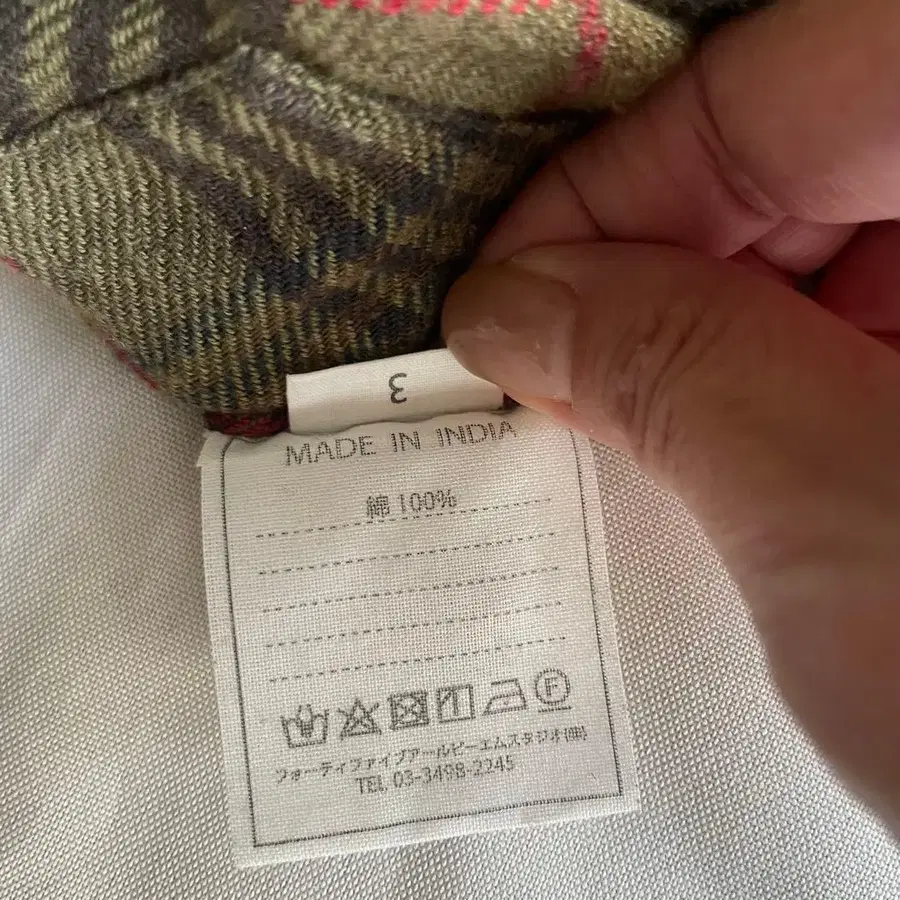 3
MADE IN INDIA
綿 100%
フォーティファイブアールピーエムスタジオ㈱
TEL 03-3498-2245